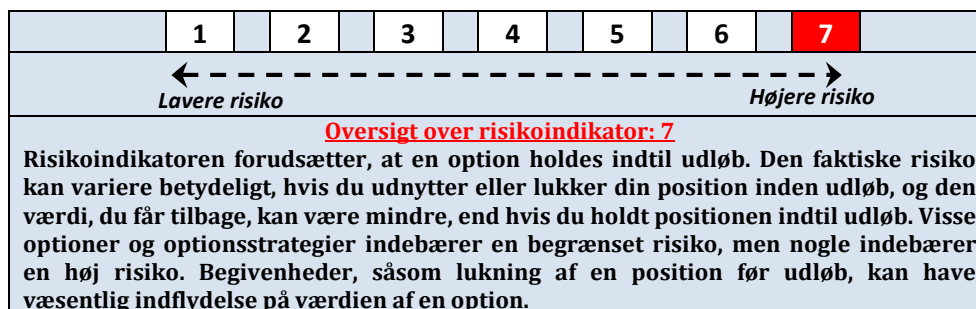 1 2 3 4 5 6 7
Lavere risiko Højere risiko
Oversigt over risikoindikator: 7
Risikoindikatoren forudsætter, at en option holdes indtil udløb. Den faktiske risiko
kan variere betydeligt, hvis du udnytter eller lukker din position inden udløb, og den
værdi, du får tilbage, kan være mindre, end hvis du holdt positionen indtil udløb. Visse
optioner og optionsstrategier indebærer en begrænset risiko, men nogle indebærer
en høj risiko. Begivenheder, såsom lukning af en position før udløb, kan have
væsentlig indflydelse på værdien af en option.